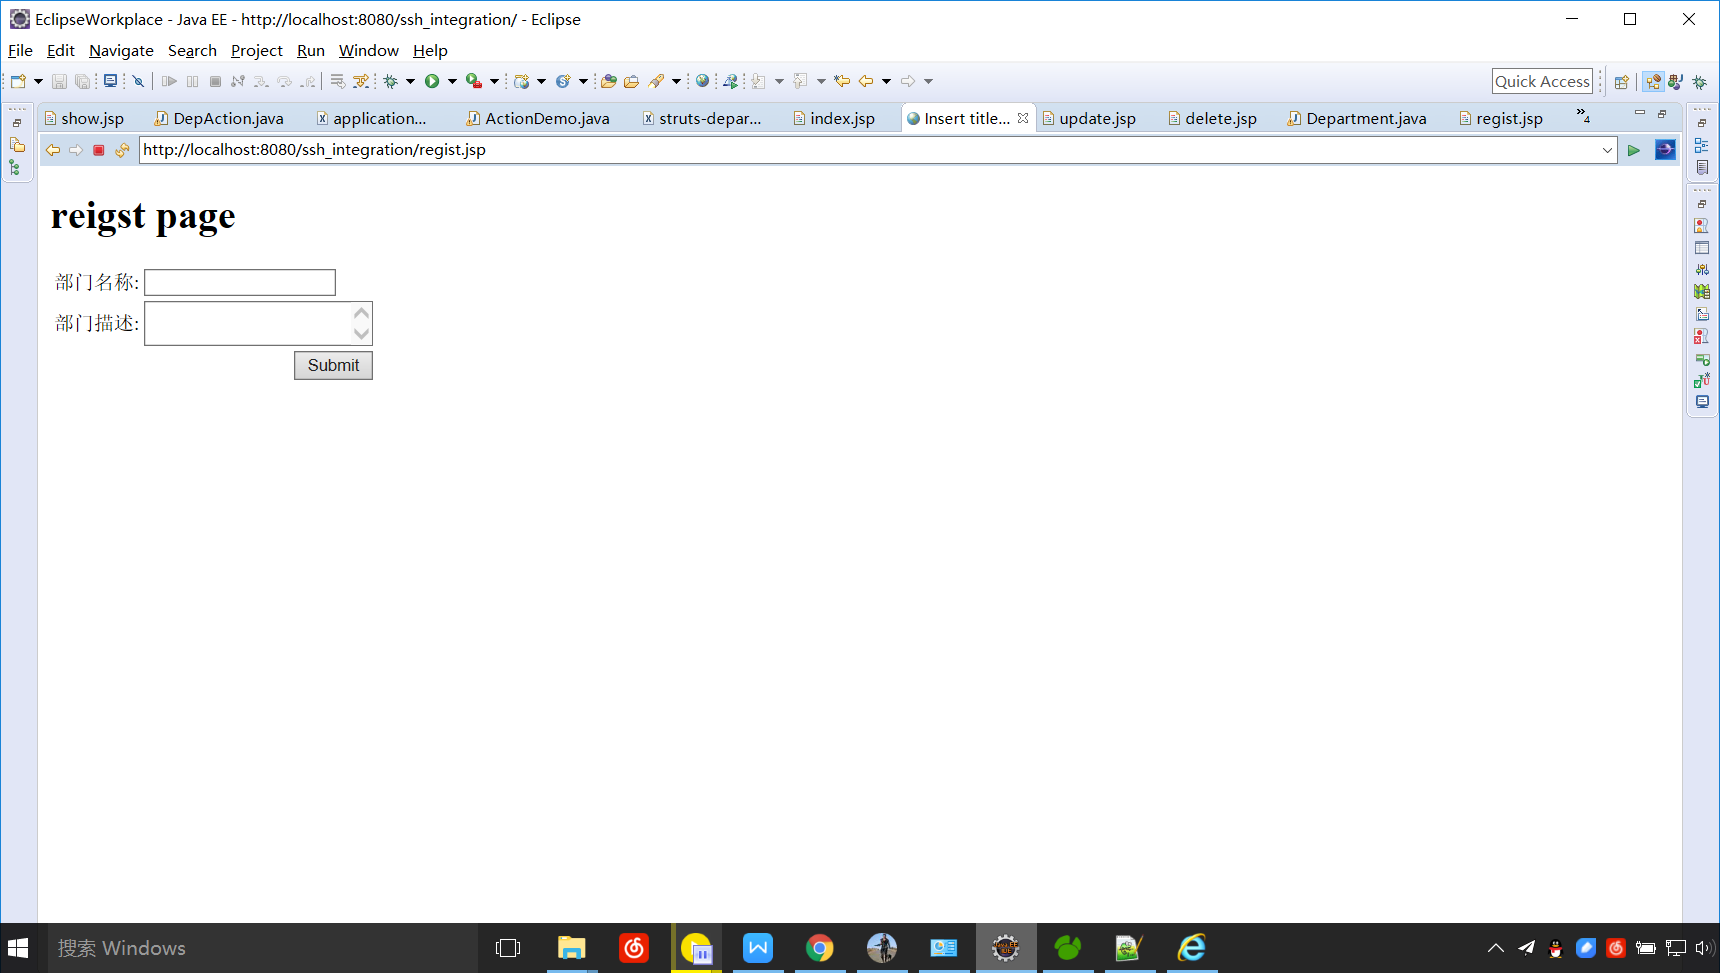 EclipseWorkplace - Java EE - http://localhost:8080/ssh_integration/ - Eclipse
File Edit Navigate Search Project Run Window Help
Quick Access
show.jsp DepAction.java application... ActionDemo.java struts-depar... index.jsp Insert title... update.jsp delete.jsp Department.java regist.jsp 4
http://localhost:8080/ssh_integration/regist.jsp
reigst page
部门名称:
部门描述:
Submit
搜索 Windows